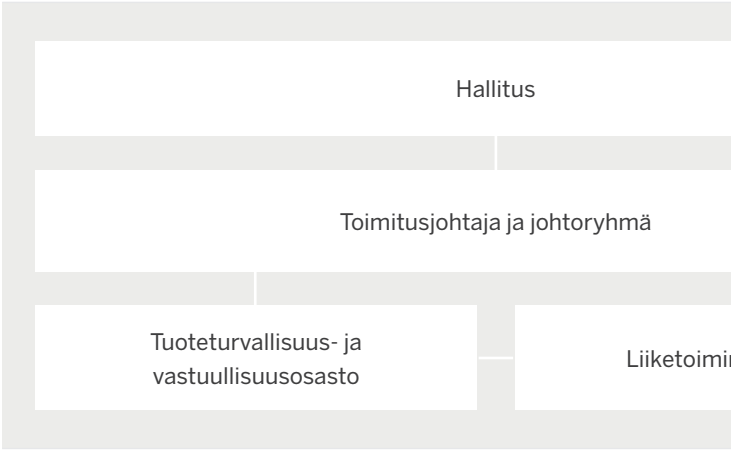 Hallitus
Toimitusjohtaja ja johtoryhmä
Tuoteturvallisuus- ja
vastuullisuusosasto